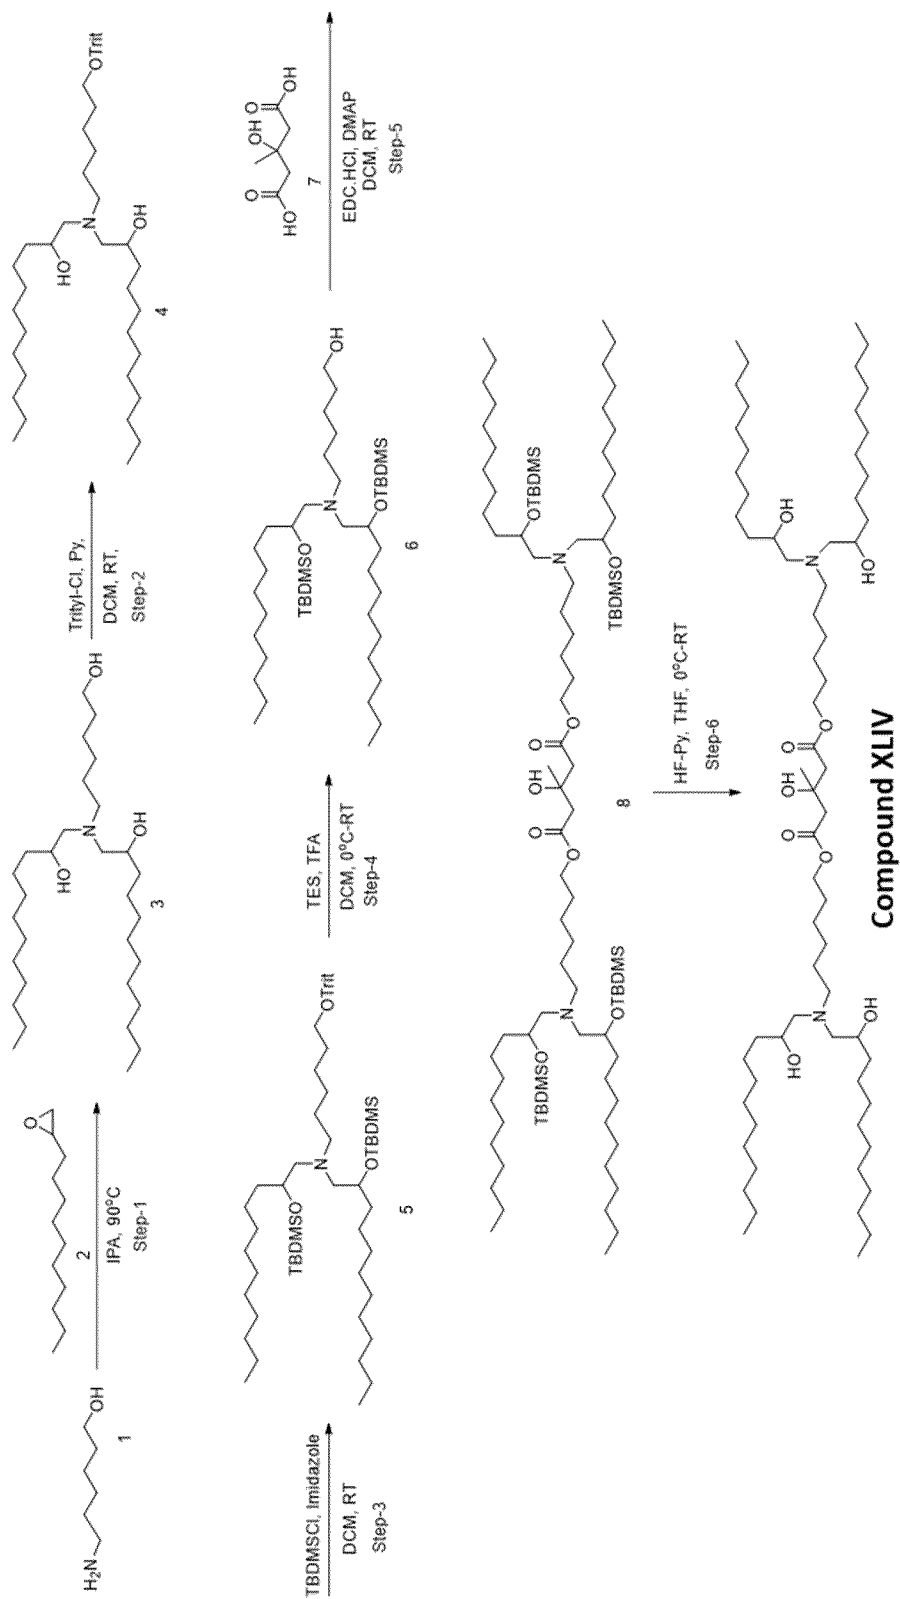 H₂N
OH
1
O
2
IPA, 90ºC
Step-1
HO
N
OH
OH
3
Trityl-Cl, Py,
DCM, RT,
Step-2
HO
N
OH
OTrit
4
TBDMSCl, Imidazole
DCM, RT
Step-3
TBDMSO
N
OTBDMS
OTrit
5
TES, TFA
DCM, 0ºC-RT
Step-4
TBDMSO
N
OTBDMS
OH
6
O OH O
HO
OH
7
EDC.HCl, DMAP
DCM, RT
Step-5
TBDMSO
N
OTBDMS
O OH O
O
O
N
OTBDMS
TBDMSO
8
HF-Py, THF, 0ºC-RT
Step-6
HO
N
OH
O OH O
O
O
N
OH
HO
Compound XLIV